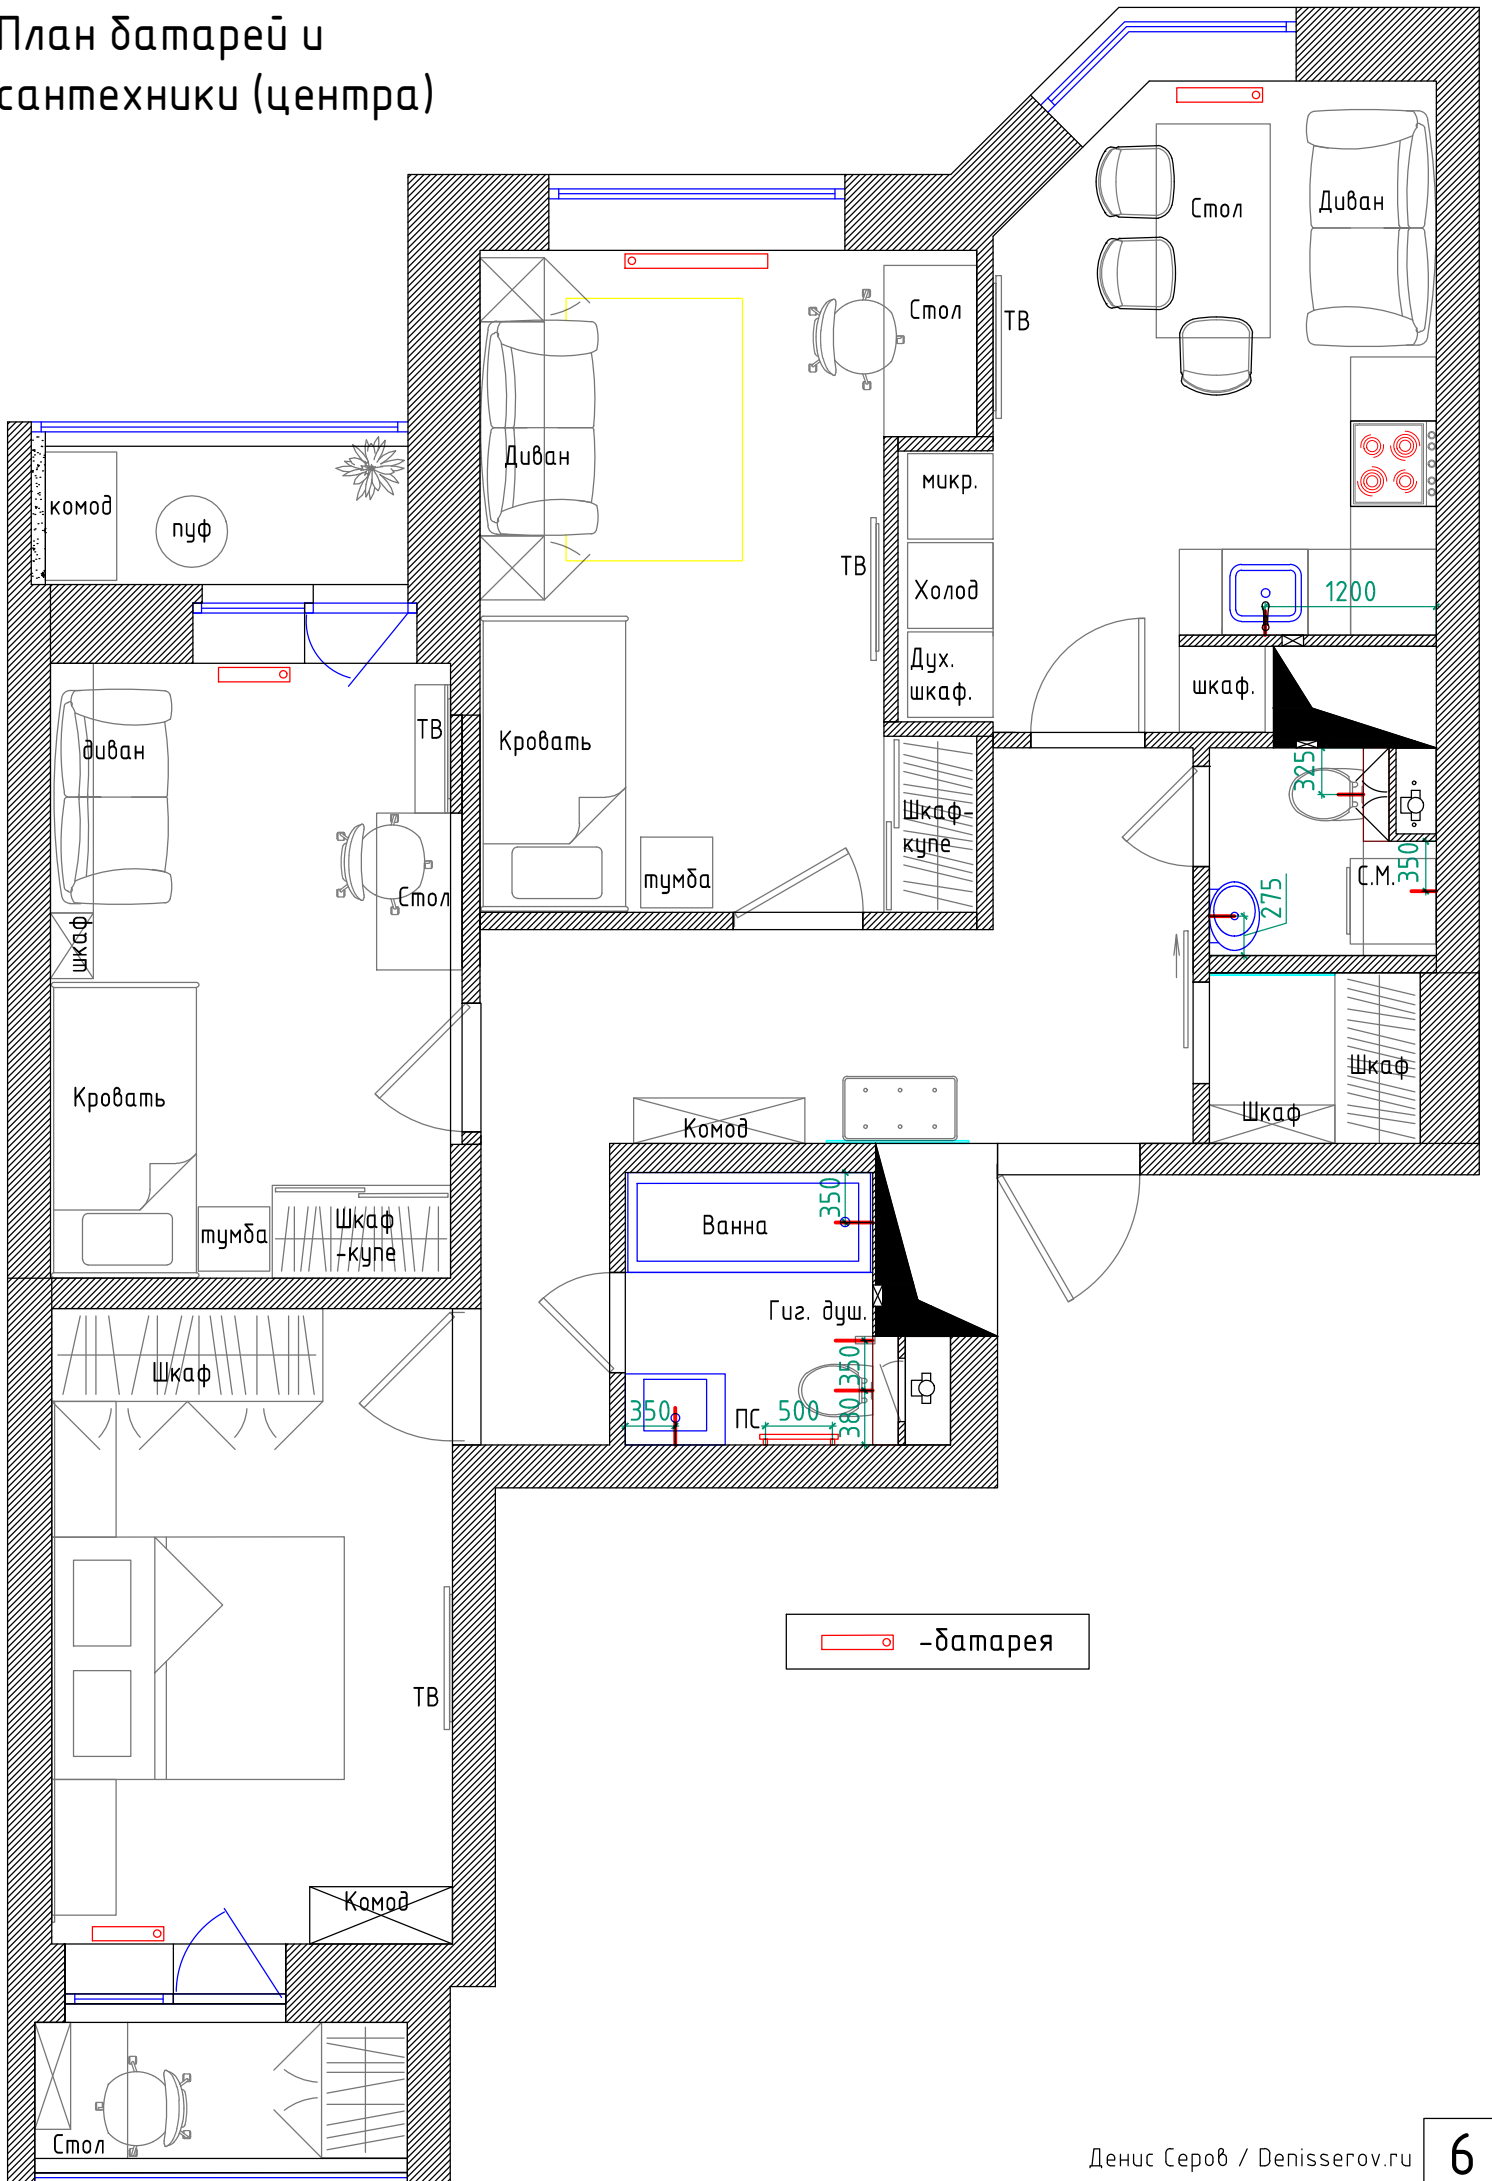 План батарей и
сантехники (центра)
Стол
Диван
Стол
ТВ
Диван
микр.
комод
пуф
ТВ
Холод
1200
Дух.
шкаф.
шкаф.
ТВ
диван
Кровать
325
Шкаф-
купе
350
С.М.
тумба
275
Стол
шкаф
Шкаф
Кровать
Шкаф
Комод
350
Ванна
Шкаф
-купе
тумба
Гиг. душ.
Шкаф
350
350
ПС
500
380
-батарея
ТВ
Комод
Стол
Денис Серов / Denisserov.ru
6